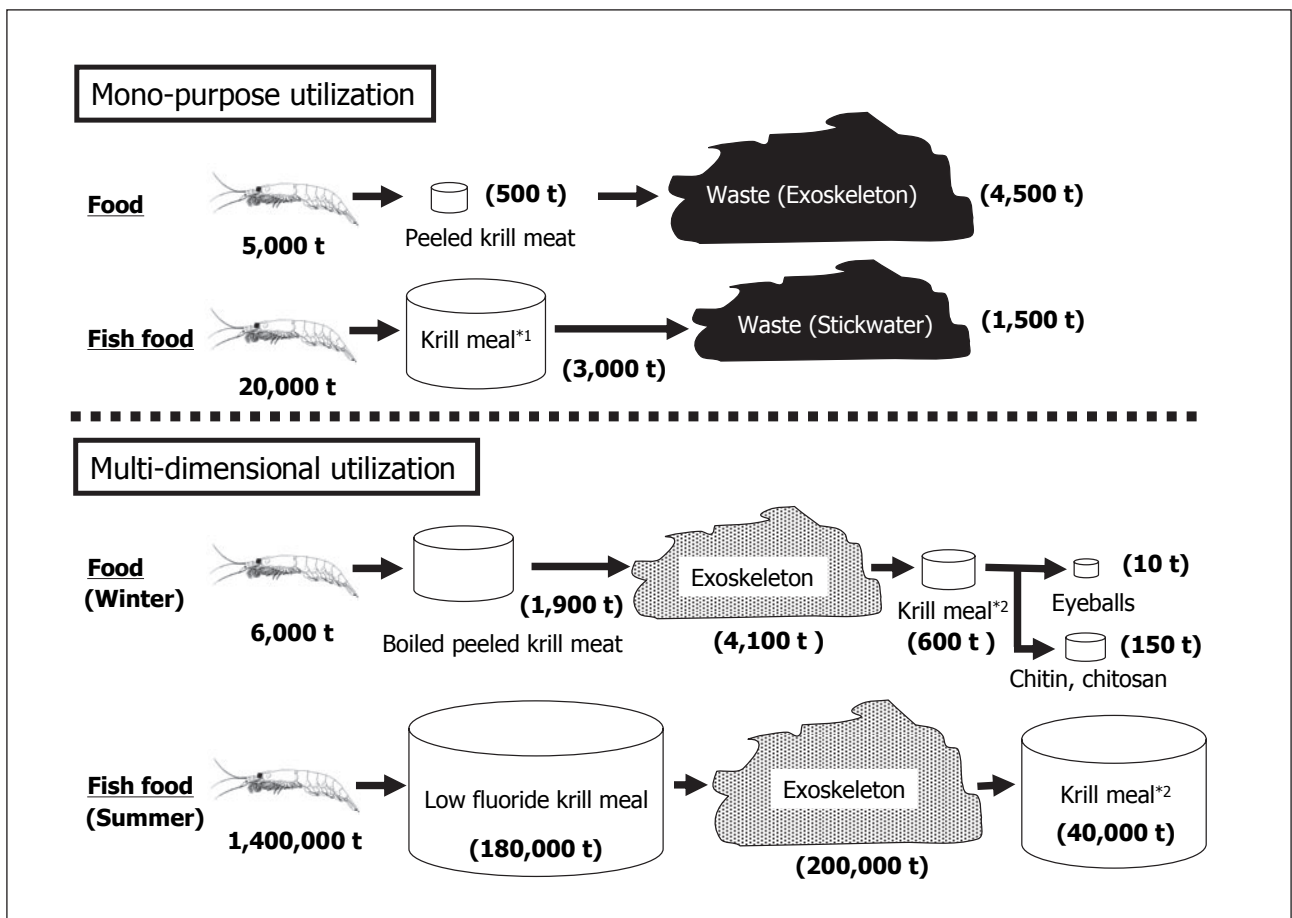 Mono-purpose utilization
Food
5,000 t
(500 t)
Peeled krill meat
Waste (Exoskeleton)
(4,500 t)
Fish food
20,000 t
Krill meal*1
(3,000 t)
Waste (Stickwater)
(1,500 t)
Multi-dimensional utilization
Food
(Winter)
6,000 t
(1,900 t)
Boiled peeled krill meat
Exoskeleton
(4,100 t )
Krill meal*2
(600 t )
(10 t)
Eyeballs
(150 t)
Chitin, chitosan
Fish food
(Summer)
1,400,000 t
Low fluoride krill meal
(180,000 t)
Exoskeleton
(200,000 t)
Krill meal*2
(40,000 t)